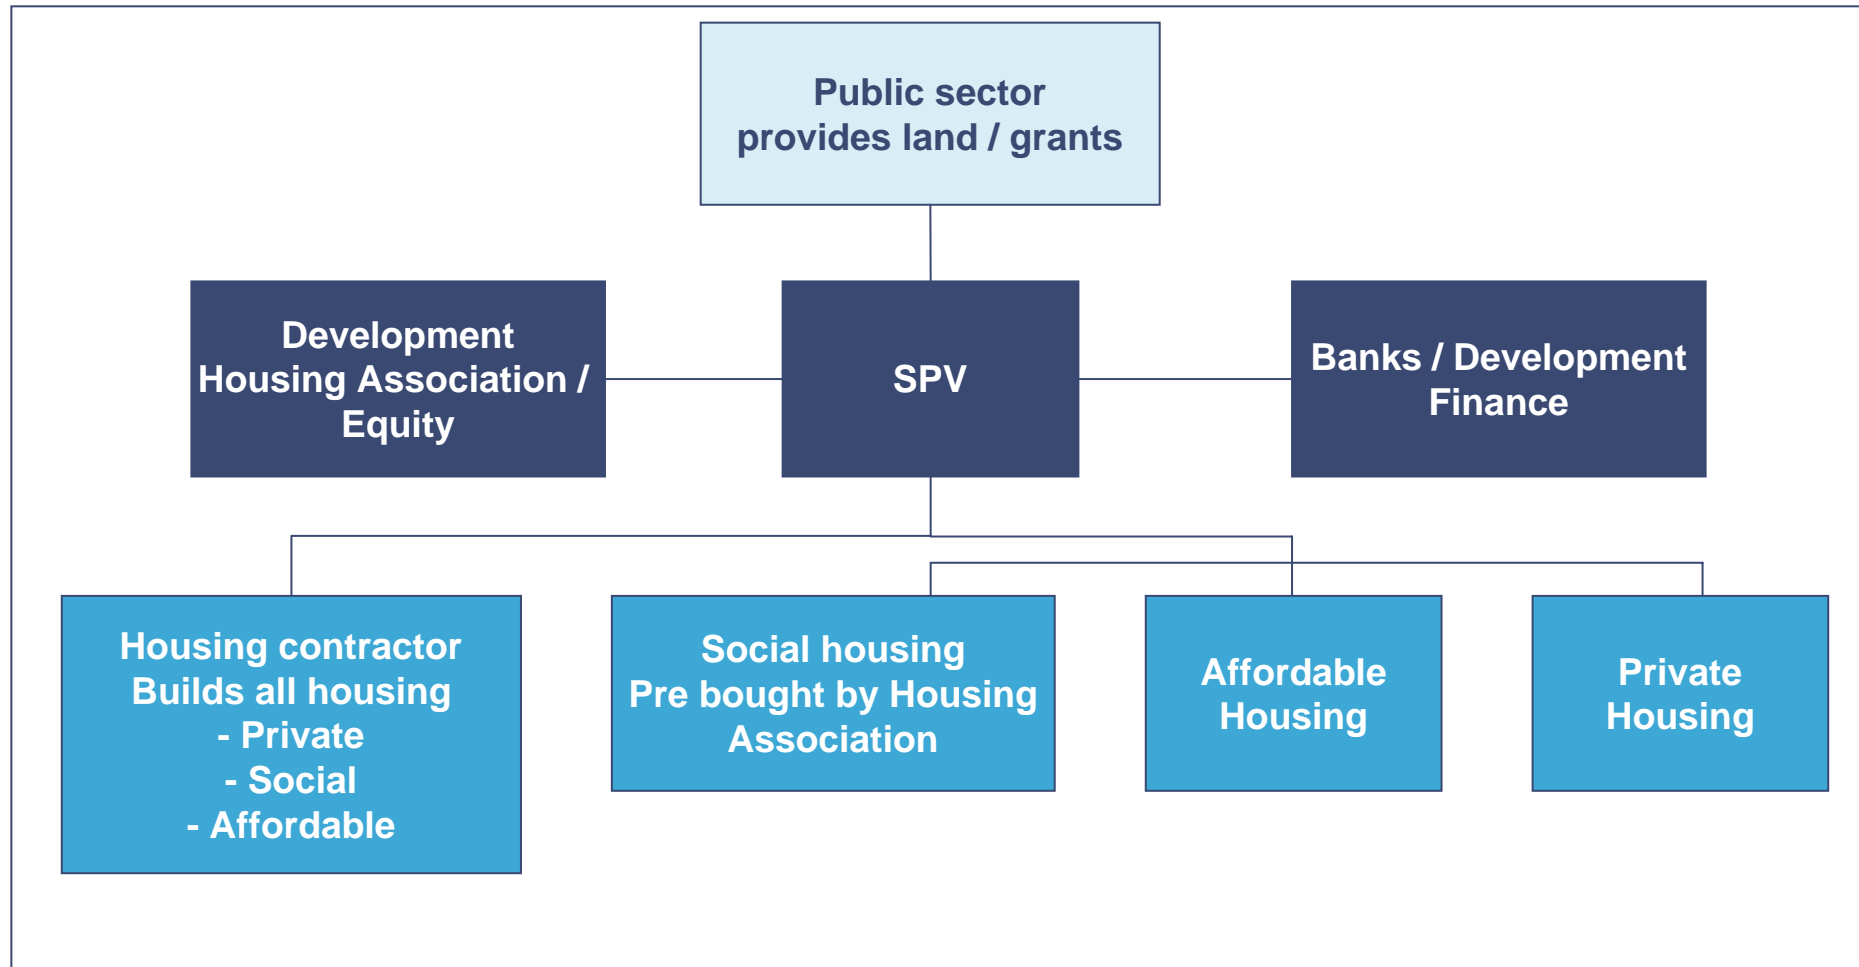 Public sector
provides land / grants
Development
Housing Association /
Equity
SPV
Banks / Development
Finance
Housing contractor
Builds all housing
- Private
- Social
- Affordable
Social housing
Pre bought by Housing
Association
Affordable
Housing
Private
Housing